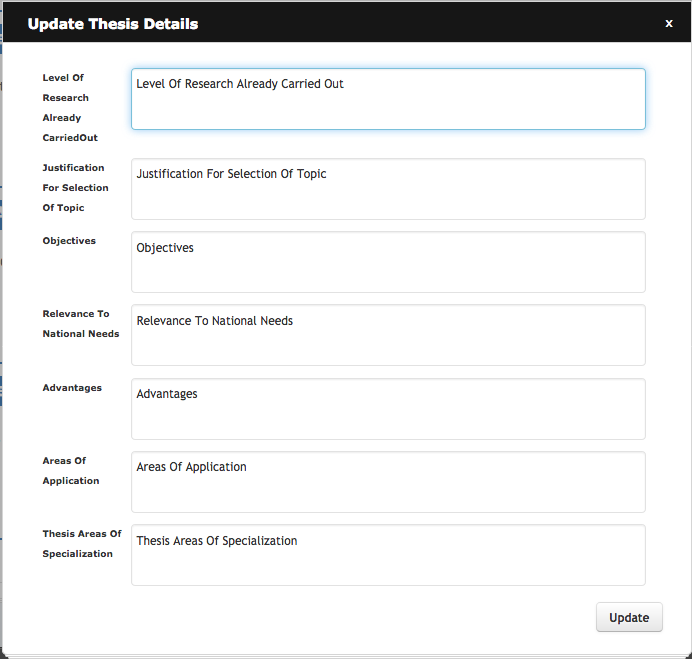 Update Thesis Details
x
Level Of
Research
Already
CarriedOut
Level Of Research Already Carried Out
Justification
For Selection
Of Topic
Justification For Selection Of Topic
Objectives
Objectives
Relevance To
National Needs
Relevance To National Needs
Advantages
Advantages
Areas Of
Application
Areas Of Application
Thesis Areas Of
Specialization
Thesis Areas Of Specialization
Update